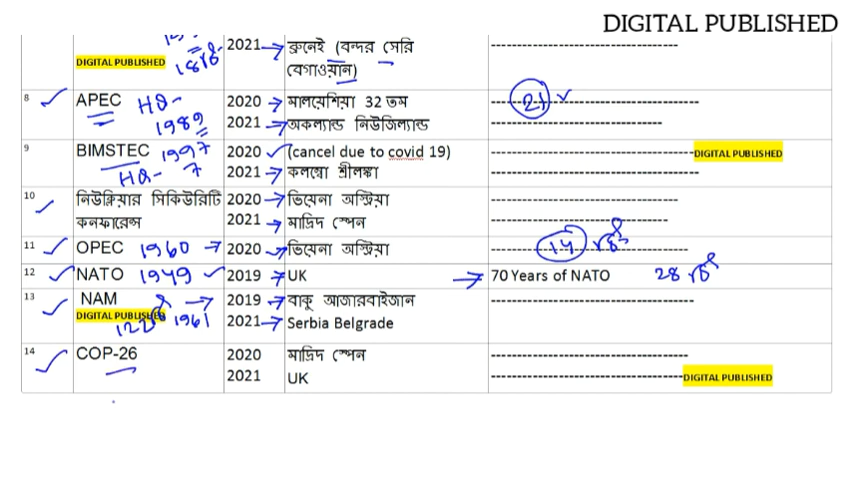 DIGITAL PUBLISHED
2021 ব্রুনেই (বন্দর সেরি
DIGITAL PUBLISHED 18টি
বেগাওয়ান)
8 APEC HQ- 2020 মালয়েশিয়া 32 তম 21
1989 2021 অকল্যান্ড নিউজিল্যান্ড
9 BIMSTEC 1997 2020 (cancel due to covid 19) DIGITAL PUBLISHED
HQ- 7 2021 কলম্বো শ্রীলঙ্কা
10 নিউক্লিয়ার সিকিউরিটি 2020 ভিয়েনা অস্ট্রিয়া
কনফারেন্স 2021 মাদ্রিদ স্পেন
11 OPEC 1960 2020 ভিয়েনা অস্ট্রিয়া 14 টি
12 NATO 1949 2019 UK 70 Years of NATO 28 টি
13 NAM 2019 বাকু আজারবাইজান
DIGITAL PUBLISHED 1961 2021 Serbia Belgrade
14 COP-26 2020 মাদ্রিদ স্পেন
2021 UK DIGITAL PUBLISHED